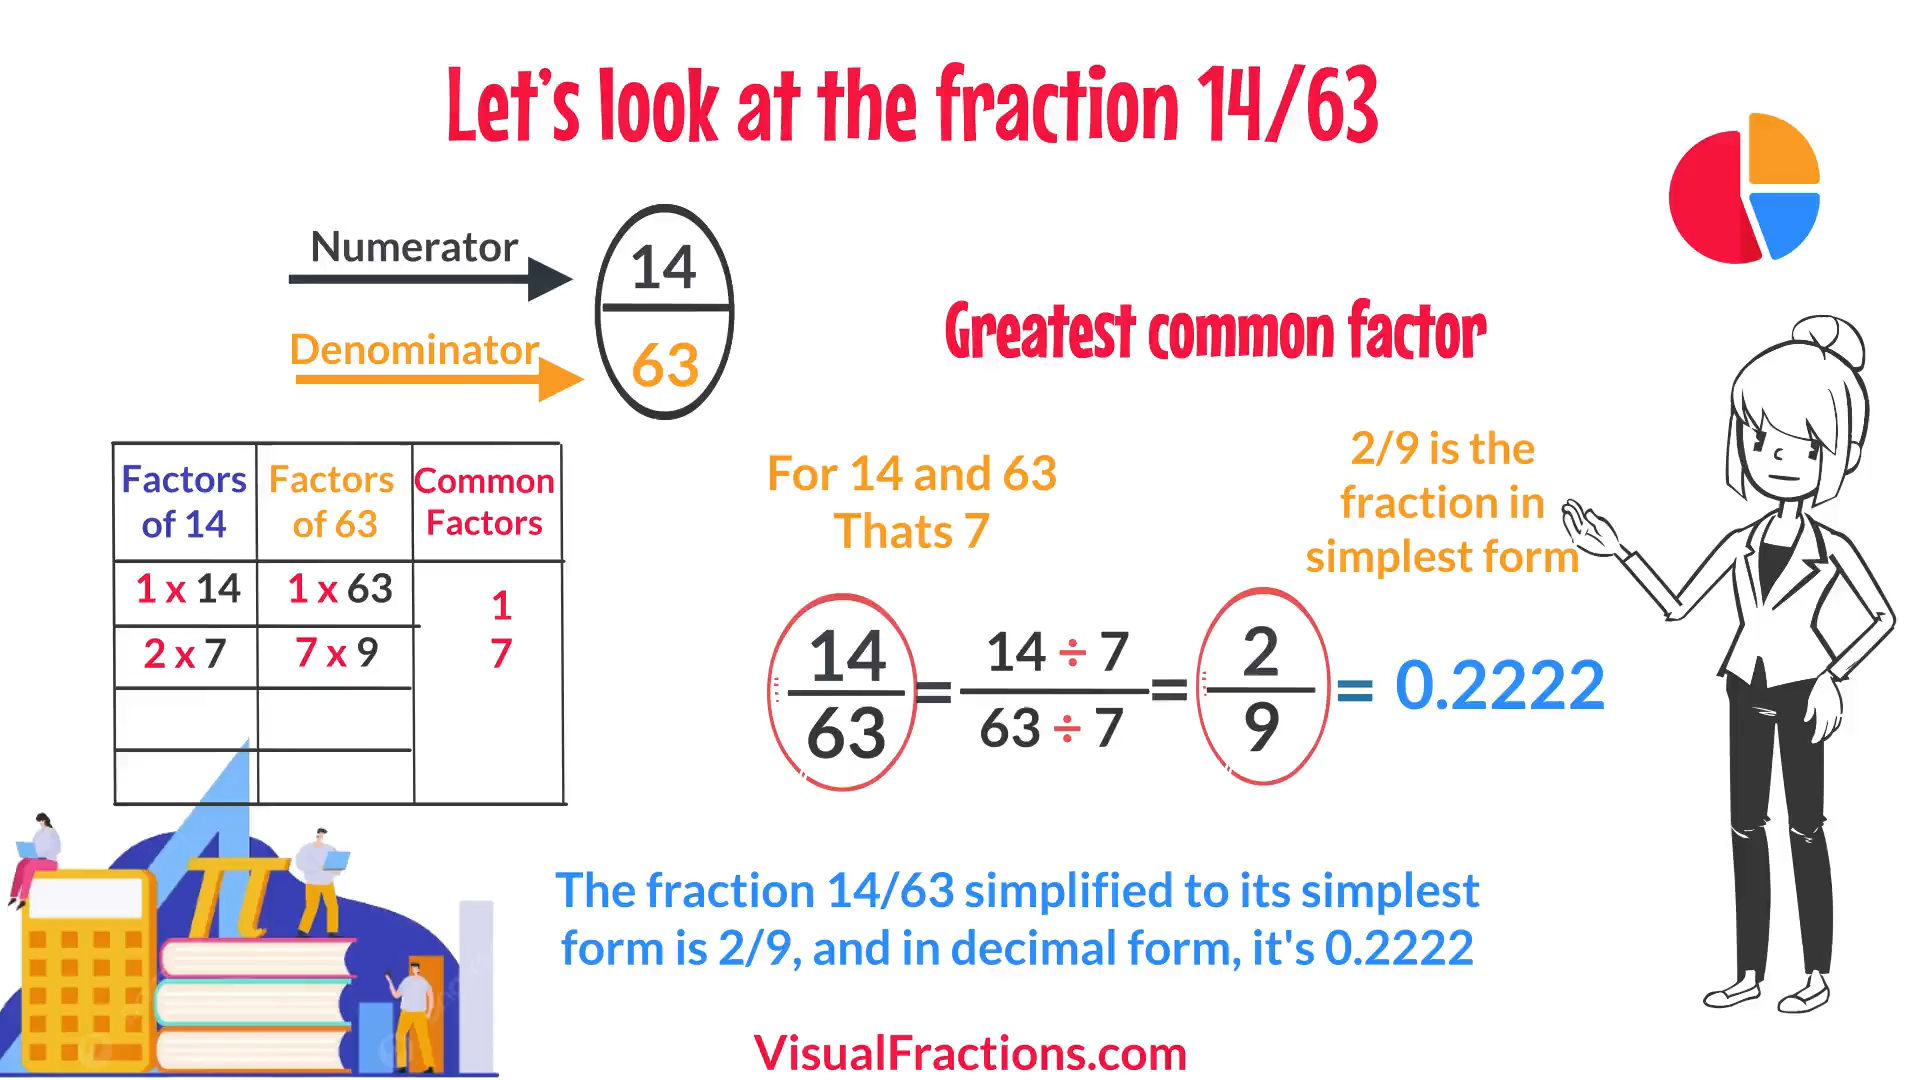 Let's look at the fraction 14/63
Numerator
14
Denominator
63
Greatest common factor
Factors of 14
Factors of 63
Common Factors
1 x 14
1 x 63
1
2 x 7
7 x 9
7
For 14 and 63
Thats 7
2/9 is the
fraction in
simplest form
14/63 = 14 ÷ 7/63 ÷ 7 = 2/9 = 0.2222
The fraction 14/63 simplified to its simplest
form is 2/9, and in decimal form, it's 0.2222
VisualFractions.com